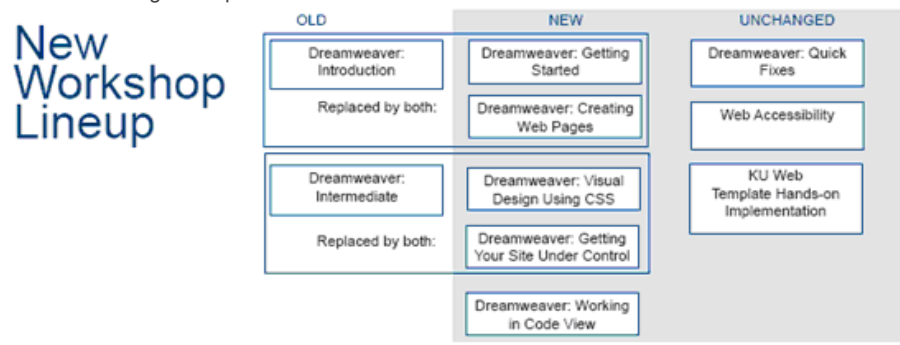 New
Workshop
Lineup
OLD
NEW
UNCHANGED
Dreamweaver:
Introduction
Replaced by both:
Dreamweaver: Getting
Started
Dreamweaver: Creating
Web Pages
Dreamweaver:
Intermediate
Replaced by both:
Dreamweaver: Visual
Design Using CSS
Dreamweaver: Getting
Your Site Under Control
Dreamweaver: Working
in Code View
Dreamweaver: Quick
Fixes
Web Accessibility
KU Web
Template Hands-on
Implementation